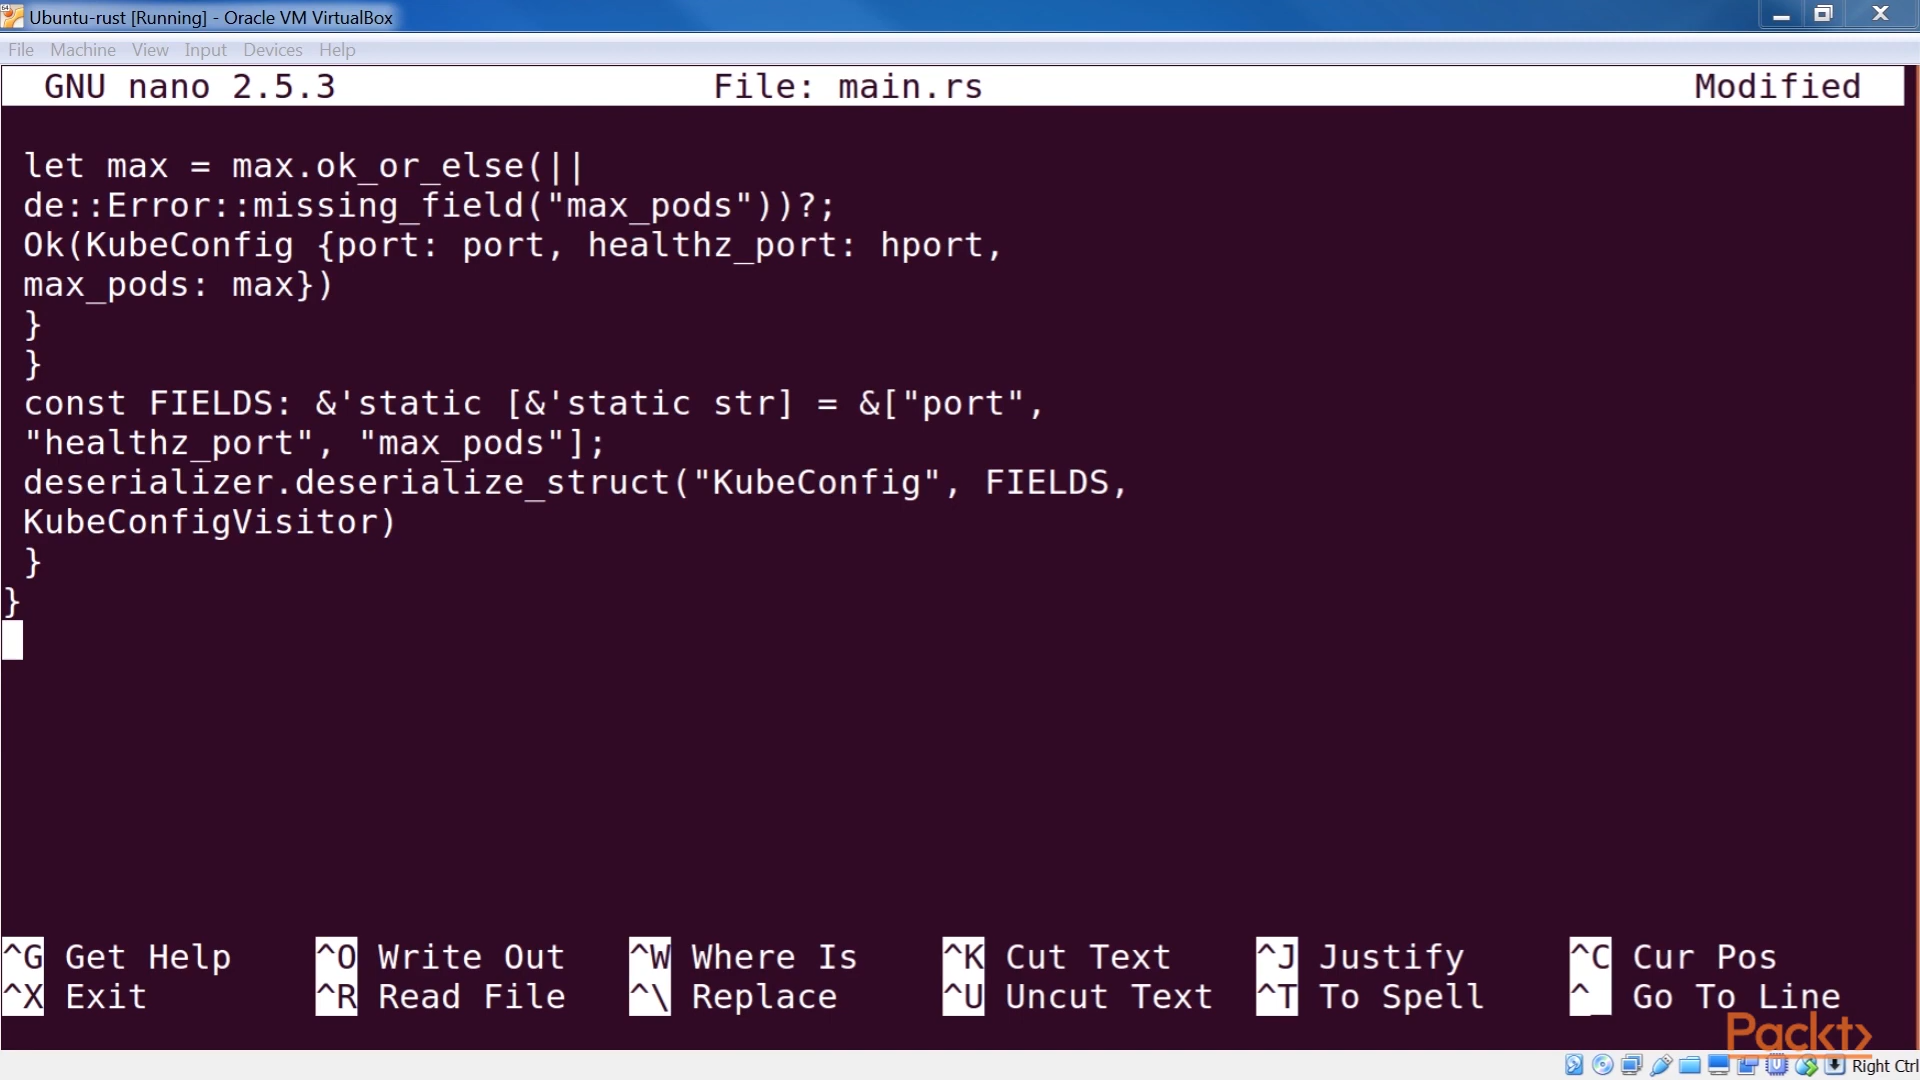 Ubuntu-rust [Running] - Oracle VM VirtualBox
File Machine View Input Devices Help
GNU nano 2.5.3 File: main.rs Modified
let max = max.ok_or_else(||
de::Error::missing_field("max_pods"))?;
Ok(KubeConfig {port: port, healthz_port: hport,
max_pods: max})
}
}
const FIELDS: &'static [&'static str] = &["port",
"healthz_port", "max_pods"];
deserializer.deserialize_struct("KubeConfig", FIELDS,
KubeConfigVisitor)
}
}
^G Get Help ^O Write Out ^W Where Is ^K Cut Text ^J Justify ^C Cur Pos
^X Exit ^R Read File ^\ Replace ^U Uncut Text ^T To Spell ^_ Go To Line
Packt>
Right Ctrl